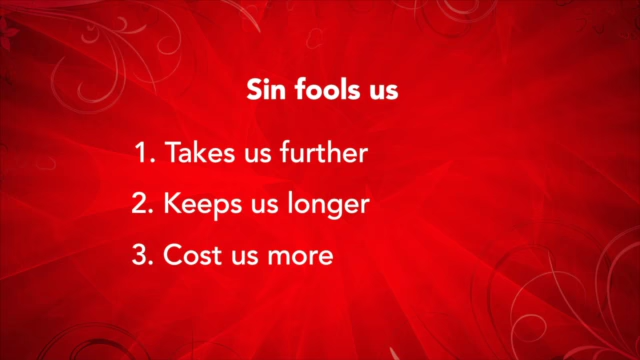 Sin fools us
1. Takes us further
2. Keeps us longer
3. Cost us more